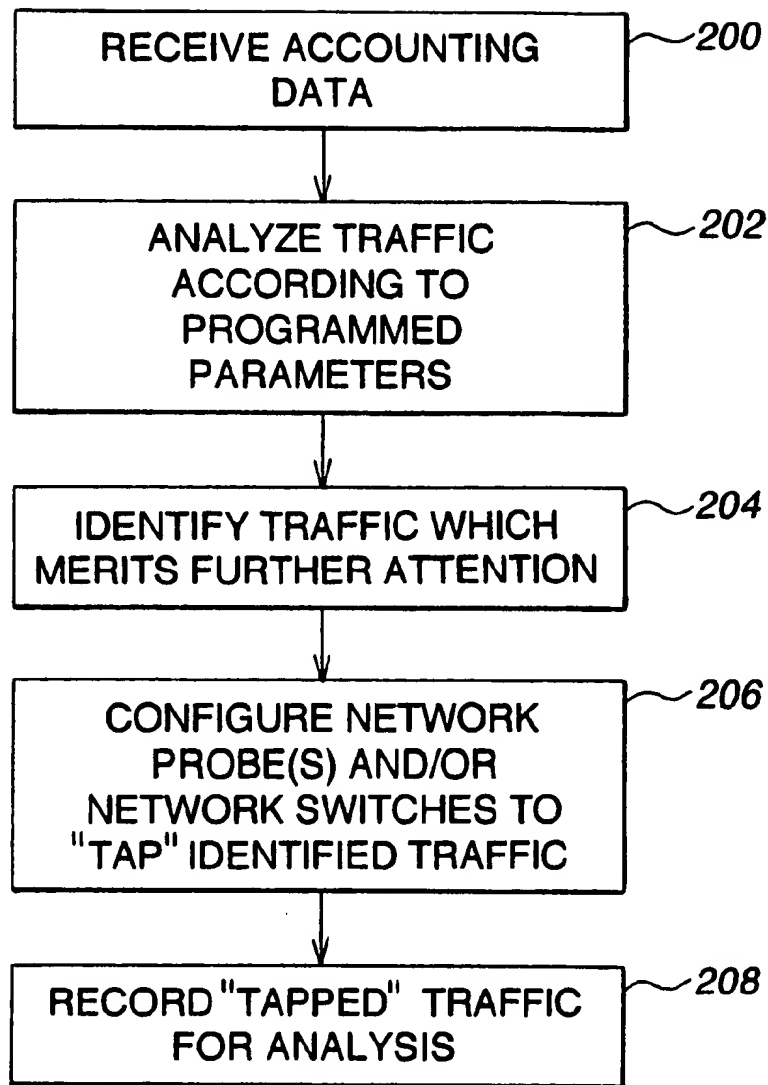 RECEIVE ACCOUNTING
DATA
200
ANALYZE TRAFFIC
ACCORDING TO
PROGRAMMED
PARAMETERS
202
IDENTIFY TRAFFIC WHICH
MERITS FURTHER ATTENTION
204
CONFIGURE NETWORK
PROBE(S) AND/OR
NETWORK SWITCHES TO
"TAP" IDENTIFIED TRAFFIC
206
RECORD "TAPPED" TRAFFIC
FOR ANALYSIS
208